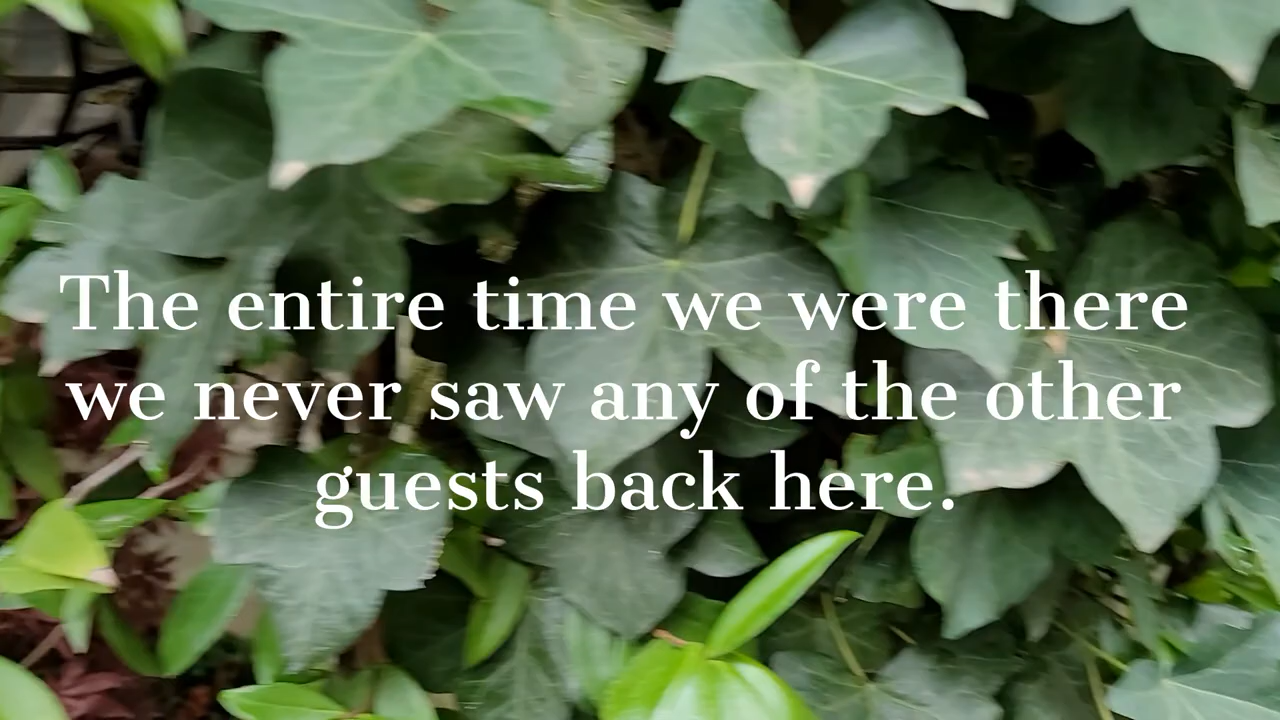 The entire time we were there
we never saw any of the other
guests back here.